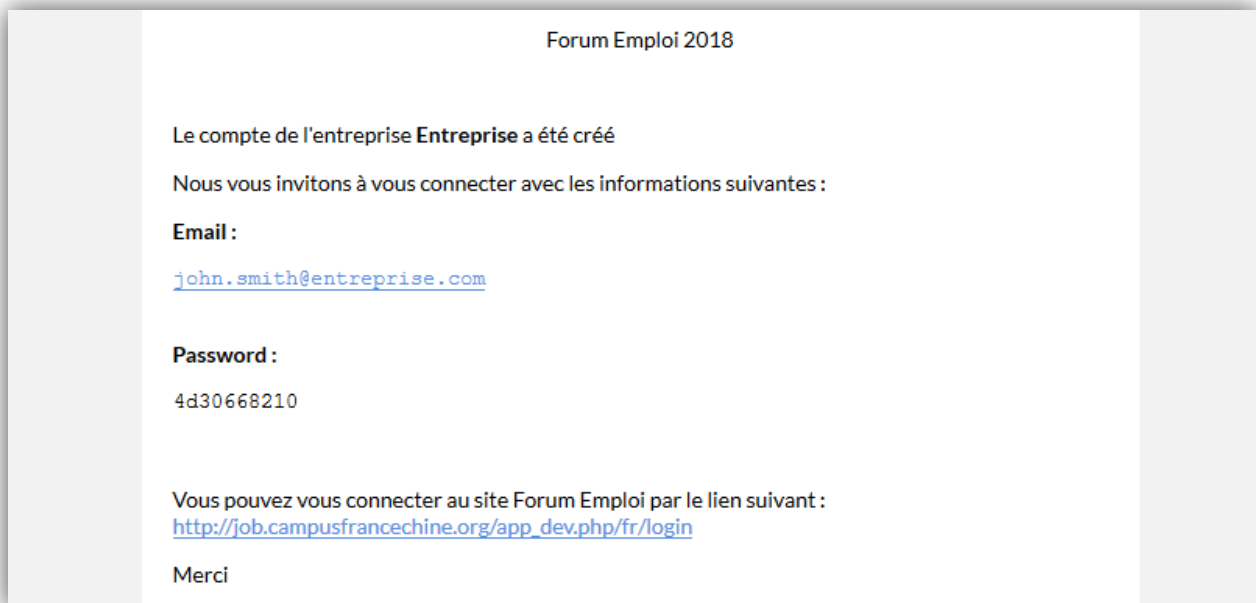 Forum Emploi 2018
Le compte de l'entreprise Entreprise a été créé
Nous vous invitons à vous connecter avec les informations suivantes :
Email :
john.smith@entreprise.com
Password :
4d30668210
Vous pouvez vous connecter au site Forum Emploi par le lien suivant :
http://job.campusfrancechine.org/app_dev.php/fr/login
Merci